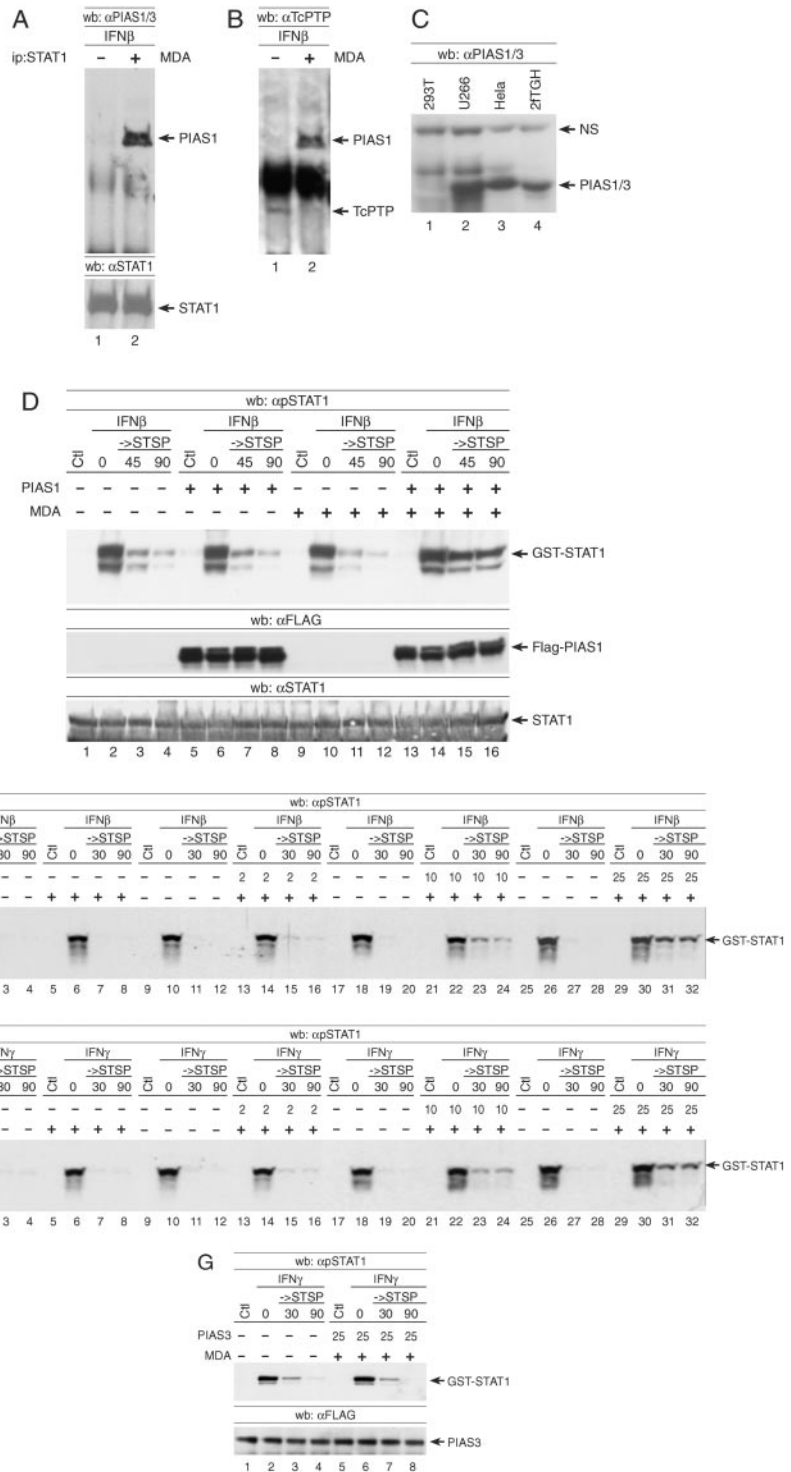 A
wb: αPIAS1/3
IFNβ
ip:STAT1 – + MDA
PIAS1
wb: αSTAT1
STAT1
1 2
B
wb: αTcPTP
IFNβ
– + MDA
PIAS1
TcPTP
1 2
C
wb: αPIAS1/3
293T U266 Hela 2fTGH
NS
PIAS1/3
1 2 3 4
D
wb: αpSTAT1
IFNβ IFNβ IFNβ IFNβ
->STSP ->STSP ->STSP ->STSP
Ctl 0 45 90 Ctl 0 45 90 Ctl 0 45 90 Ctl 0 45 90
PIAS1 – – – – + + + + – – – – + + + +
MDA – – – – – – – – + + + + + + + +
GST-STAT1
wb: αFLAG
Flag-PIAS1
wb: αSTAT1
STAT1
1 2 3 4 5 6 7 8 9 10 11 12 13 14 15 16
wb: αpSTAT1
Nβ IFNβ IFNβ IFNβ IFNβ IFNβ IFNβ IFNβ
>STSP ->STSP ->STSP ->STSP ->STSP ->STSP ->STSP ->STSP
30 90 Ctl 0 30 90 Ctl 0 30 90 Ctl 0 30 90 Ctl 0 30 90 Ctl 0 30 90 Ctl 0 30 90 Ctl 0 30 90
– – – – – – – – – – 2 2 2 2 – – – – 10 10 10 10 – – – – 25 25 25 25
– – + + + + – – – – + + + + – – – – + + + + – – – – + + + +
GST-STAT1
3 4 5 6 7 8 9 10 11 12 13 14 15 16 17 18 19 20 21 22 23 24 25 26 27 28 29 30 31 32
wb: αpSTAT1
Nγ IFNγ IFNγ IFNγ IFNγ IFNγ IFNγ IFNγ
>STSP ->STSP ->STSP ->STSP ->STSP ->STSP ->STSP ->STSP
30 90 Ctl 0 30 90 Ctl 0 30 90 Ctl 0 30 90 Ctl 0 30 90 Ctl 0 30 90 Ctl 0 30 90 Ctl 0 30 90
– – – – – – – – – – 2 2 2 2 – – – – 10 10 10 10 – – – – 25 25 25 25
– – + + + + – – – – + + + + – – – – + + + + – – – – + + + +
GST-STAT1
3 4 5 6 7 8 9 10 11 12 13 14 15 16 17 18 19 20 21 22 23 24 25 26 27 28 29 30 31 32
G
wb: αpSTAT1
IFNγ IFNγ
->STSP ->STSP
Ctl 0 30 90 Ctl 0 30 90
PIAS3 – – – – 25 25 25 25
MDA – – – – + + + +
GST-STAT1
wb: αFLAG
PIAS3
1 2 3 4 5 6 7 8